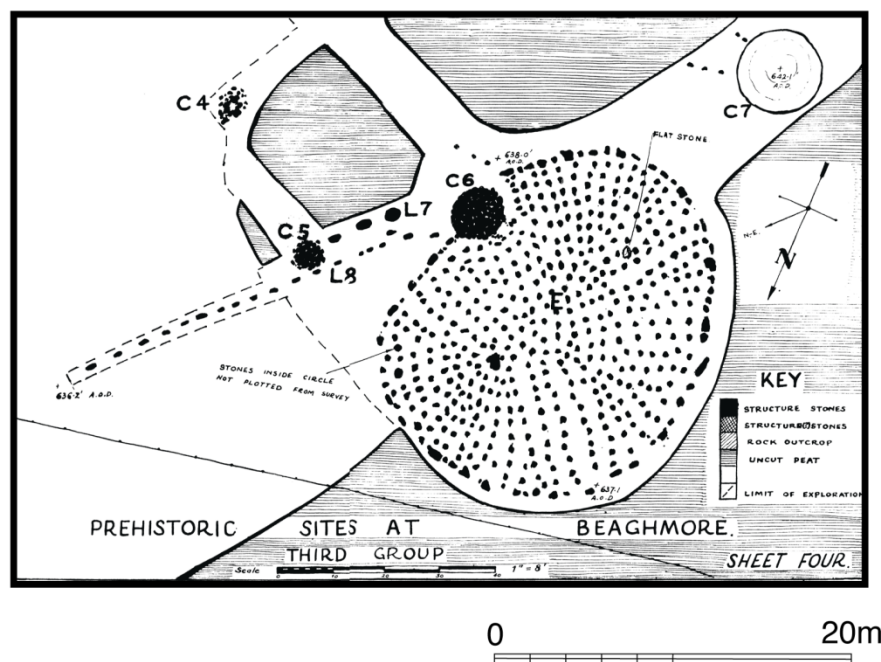 C4
642·1'
A.O.D.
C7
FLAT STONE
638·0'
A.O.D.
C6
L7
C5
L8
N.E.
N
E
STONES INSIDE CIRCLE
NOT PLOTTED FROM SURVEY
636·2' A.O.D.
KEY
STRUCTURE STONES
STRUCTURE(?)STONES
ROCK OUTCROP
UNCUT PEAT
LIMIT OF EXPLORATION
637·1
A.O.D.
PREHISTORIC SITES AT BEAGHMORE.
THIRD GROUP
SHEET FOUR.
Scale 0 10 20 30 40 1" = 8'
0 20m